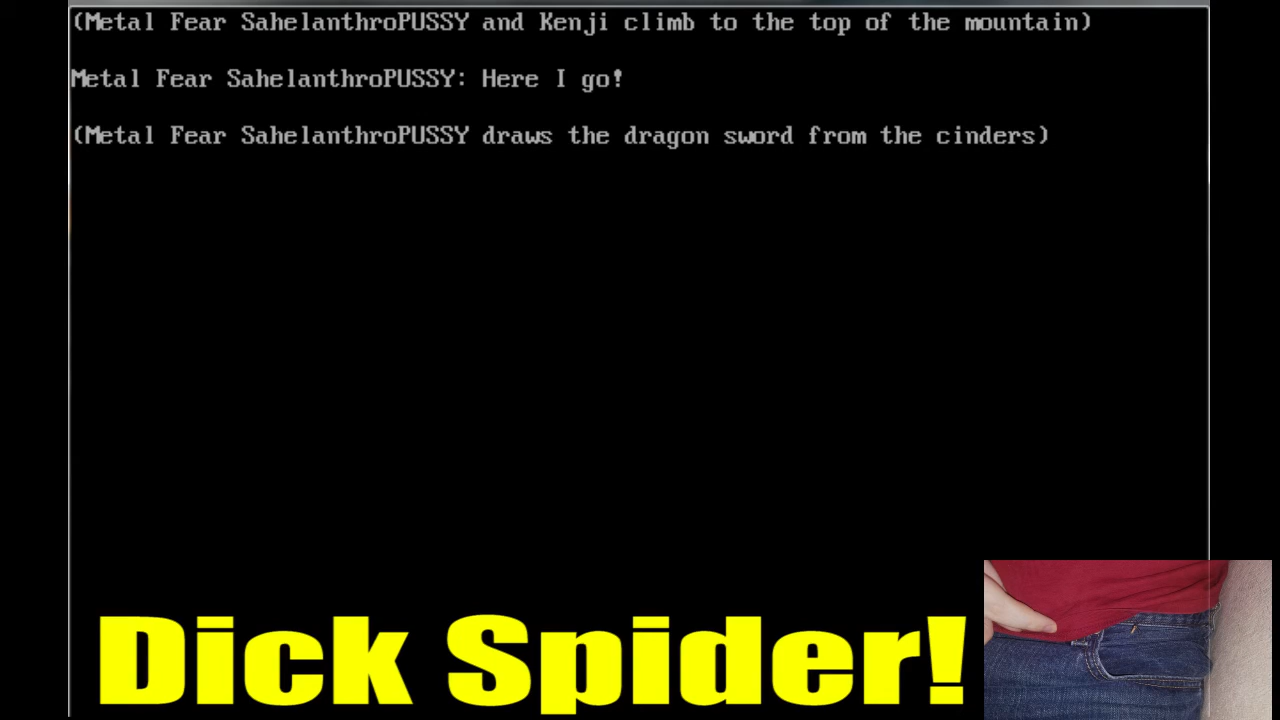 (Metal Fear SahelanthroPUSSY and Kenji climb to the top of the mountain)
Metal Fear SahelanthroPUSSY: Here I go!
(Metal Fear SahelanthroPUSSY draws the dragon sword from the cinders)
Dick Spider!